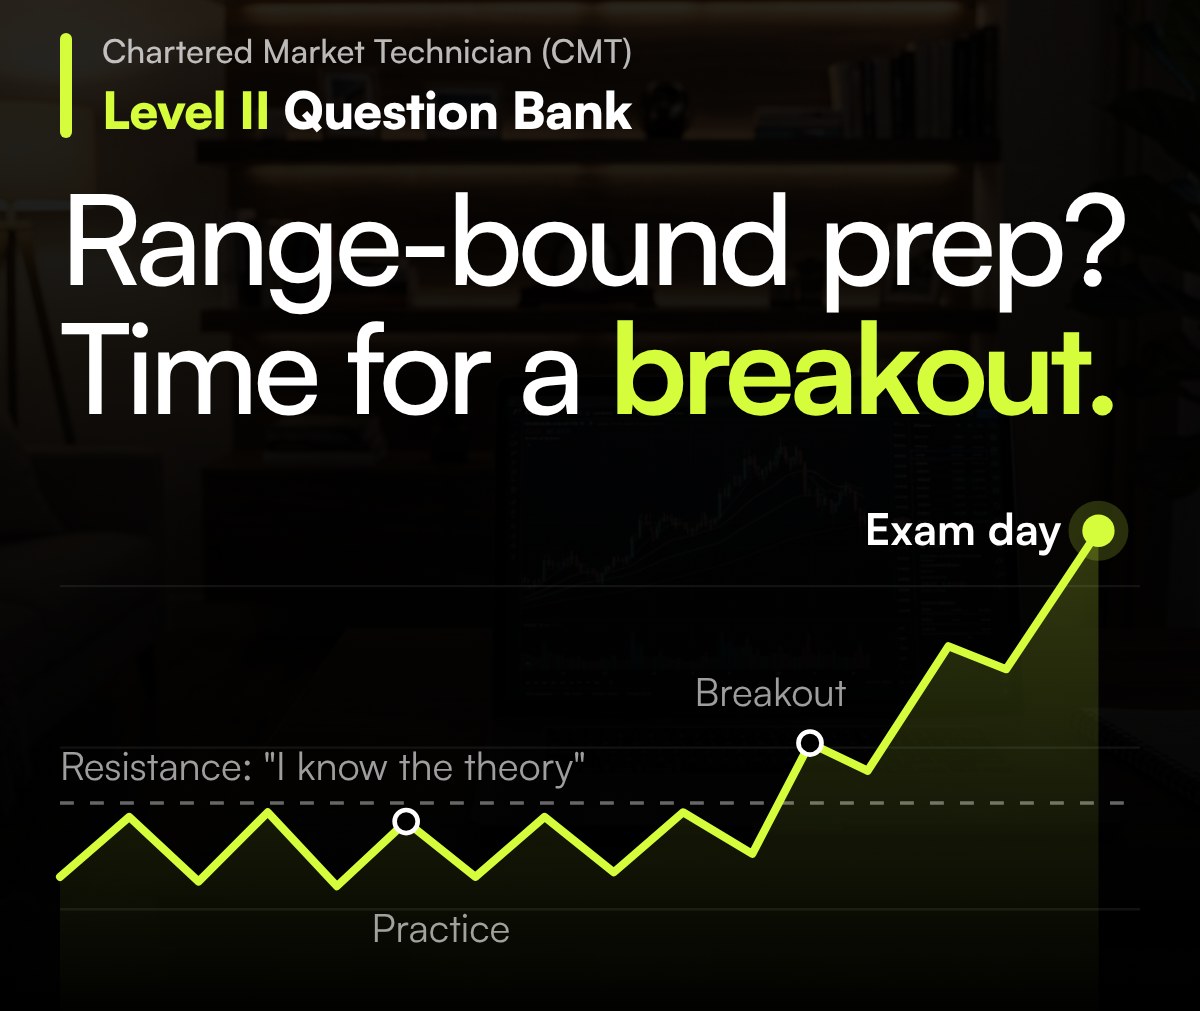 Chartered Market Technician (CMT)
Level II Question Bank
Range-bound prep?
Time for a breakout.
Exam day
Breakout
Resistance: "I know the theory"
Practice